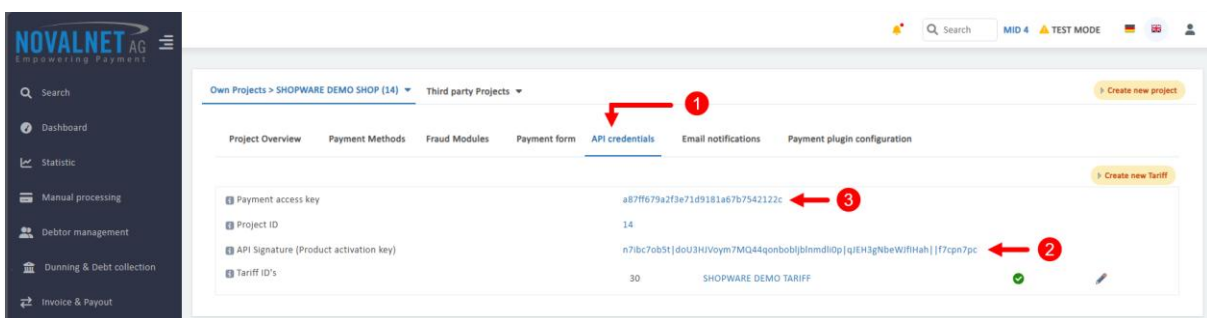 NOVALNET AG
Empowering Payment
Search
MID 4
TEST MODE
Search
Dashboard
Statistic
Manual processing
Debtor management
Dunning & Debt collection
Invoice & Payout
Own Projects > SHOPWARE DEMO SHOP (14)
Third party Projects
Create new project
1
Project Overview
Payment Methods
Fraud Modules
Payment form
API credentials
Email notifications
Payment plugin configuration
Create new Tariff
Payment access key
a87ff679a2f3e71d9181a67b7542122c
3
Project ID
14
API Signature (Product activation key)
n7ibc7ob5t|doU3HJVoym7MQ44qonbobljblnmdli0p|qJEH3gNbeWJfIHah||f7cpn7pc
2
Tariff ID's
30
SHOPWARE DEMO TARIFF